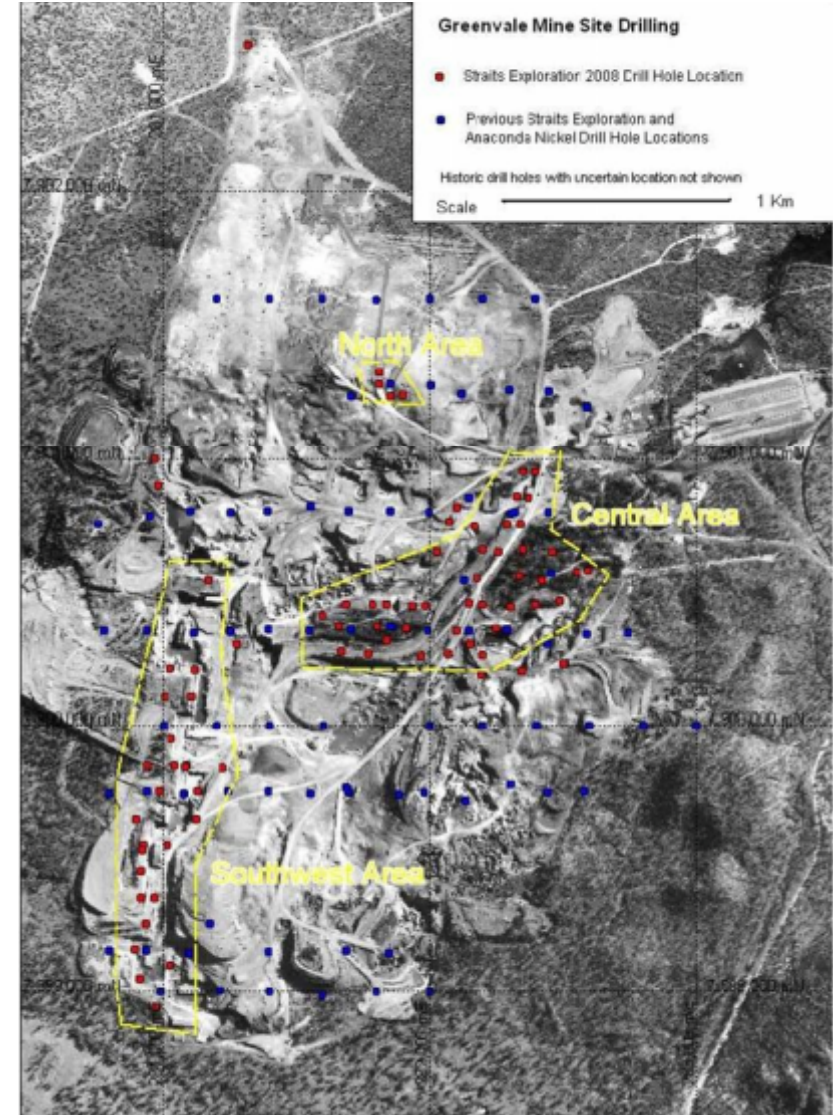 Greenvale Mine Site Drilling
Straits Exploration 2008 Drill Hole Location
Previous Straits Exploration and
Anaconda Nickel Drill Hole Locations
Historic drill holes with uncertain location not shown
Scale 1 Km
North Area
Central Area
Southwest Area